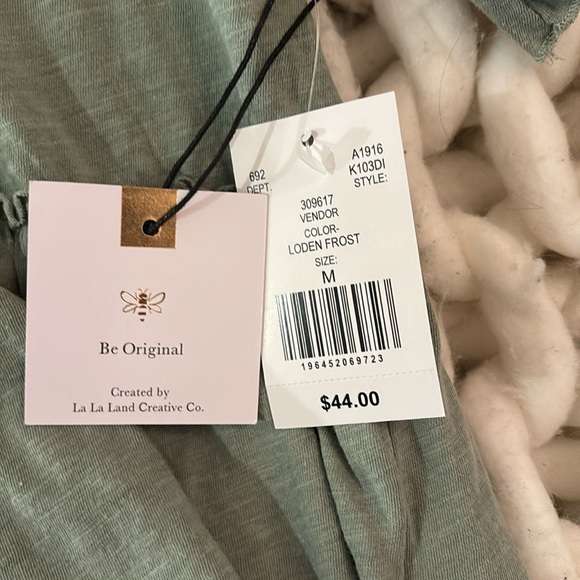 Be Original
Created by
La La Land Creative Co.
692
DEPT.
A1916
K103DI
STYLE:
309617
VENDOR
COLOR-
LODEN FROST
SIZE:
M
196452069723
$44.00